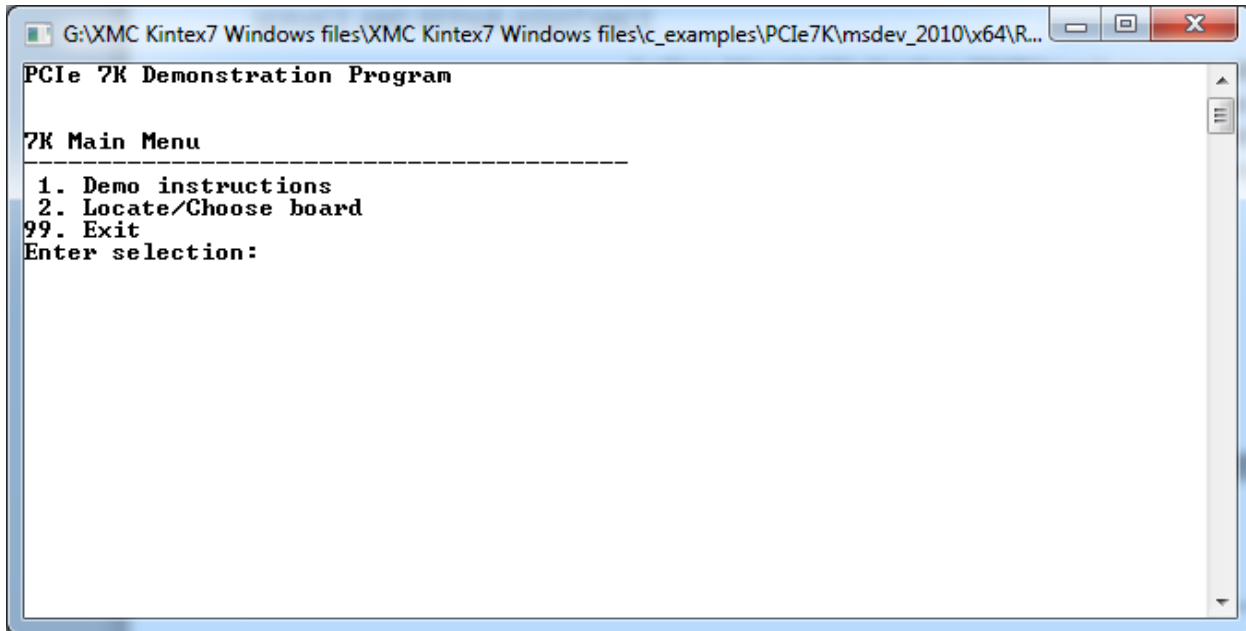 G:\XMC Kintex7 Windows files\XMC Kintex7 Windows files\c_examples\PCIe7K\msdev_2010\x64\R...
PCIe 7K Demonstration Program
7K Main Menu
-----------------------------------------
1. Demo instructions
2. Locate/Choose board
99. Exit
Enter selection: